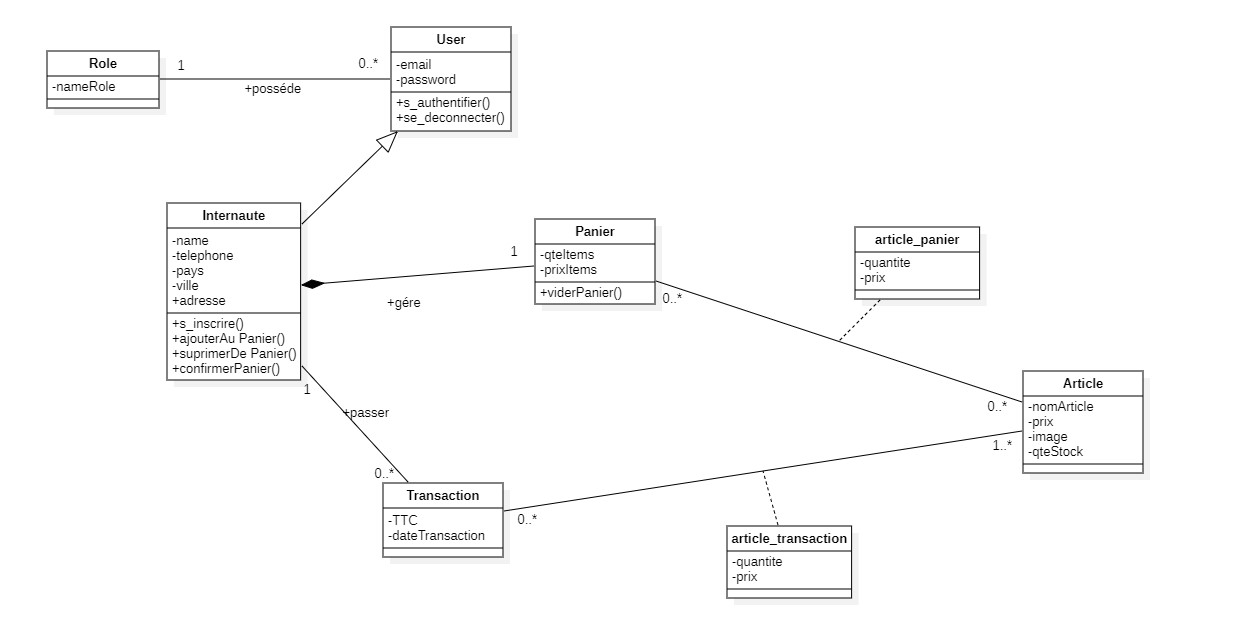 User
-email
-password
+s_authentifier()
+se_deconnecter()
Role
-nameRole
1
0..*
+posséde
Internaute
-name
-telephone
-pays
-ville
+adresse
+s_inscrire()
+ajouterAu Panier()
+suprimerDe Panier()
+confirmerPanier()
1
+gére
Panier
-qteItems
-prixItems
+viderPanier()
0..*
article_panier
-quantite
-prix
0..*
Article
-nomArticle
-prix
-image
-qteStock
1..*
1
+passer
0..*
Transaction
-TTC
-dateTransaction
0..*
article_transaction
-quantite
-prix